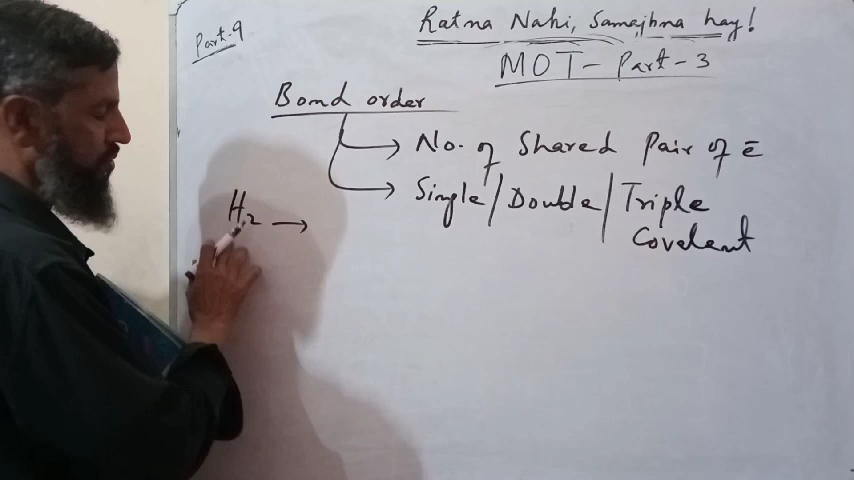 Part-9
Ratna Nahi, Samajhna hay!
MOT- Part-3
Bond order
→ No. of Shared Pair of ē
→ Single/Double/Triple
Covalent
H₂ →